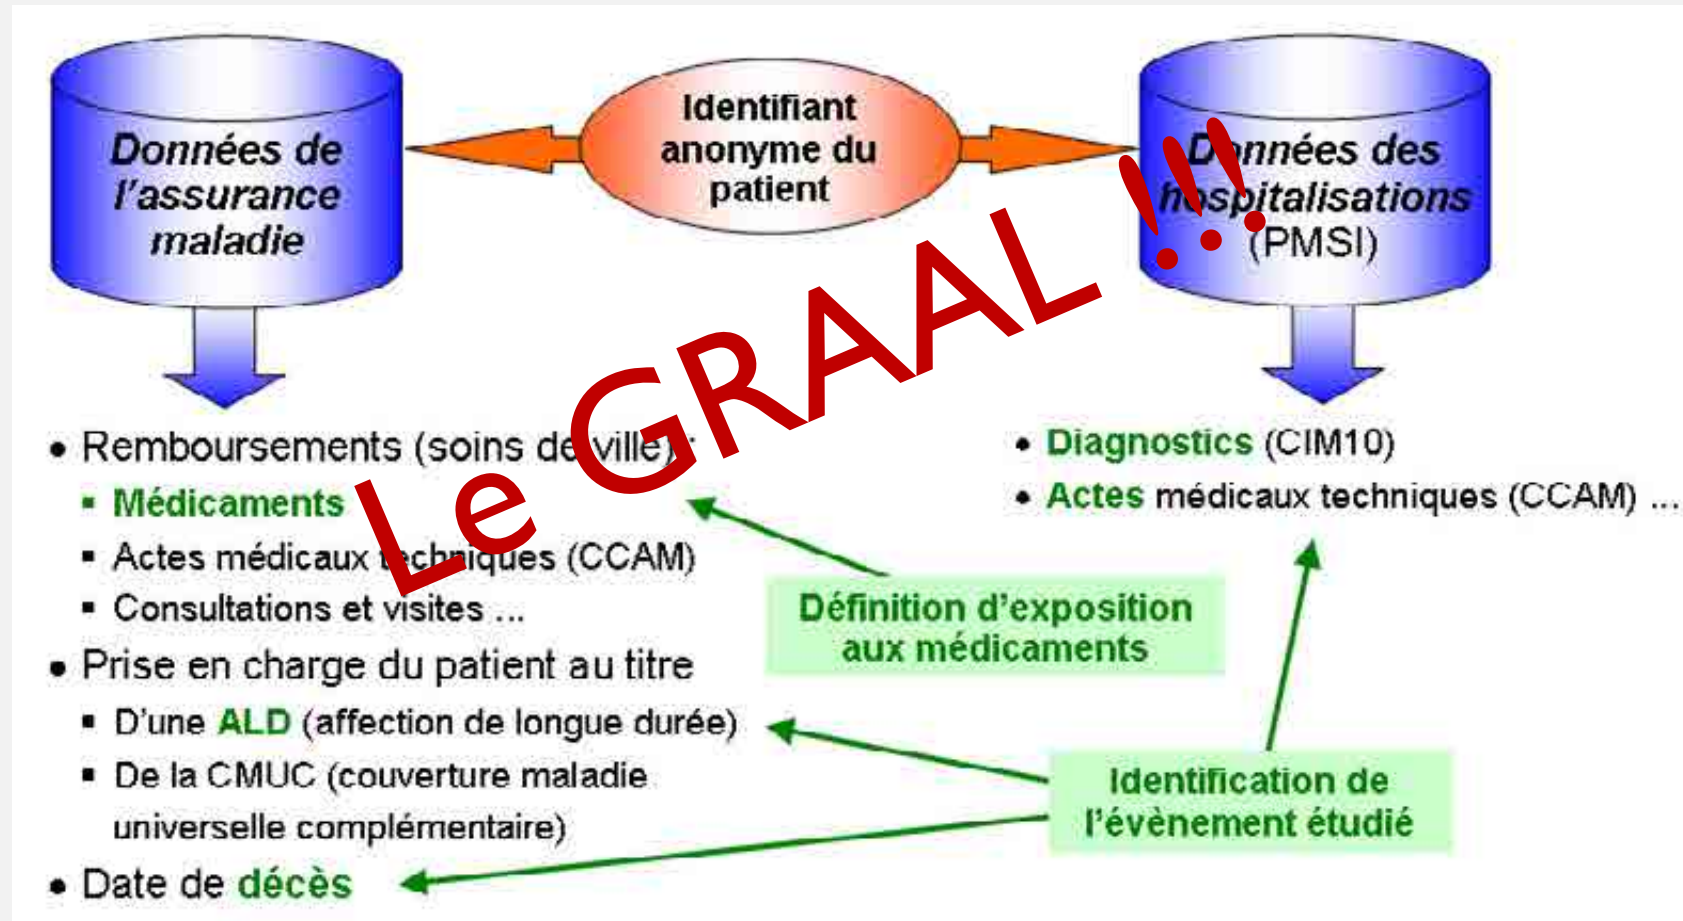 Données de
l'assurance
maladie
Identifiant
anonyme du
patient
Données des
hospitalisations
(PMSI)
Le GRAAL !!!
• Remboursements (soins de ville) :
▪ Médicaments
▪ Actes médicaux techniques (CCAM)
▪ Consultations et visites ...
• Prise en charge du patient au titre
▪ D'une ALD (affection de longue durée)
▪ De la CMUC (couverture maladie
universelle complémentaire)
• Date de décès
• Diagnostics (CIM10)
• Actes médicaux techniques (CCAM) ...
Définition d'exposition
aux médicaments
Identification de
l'évènement étudié